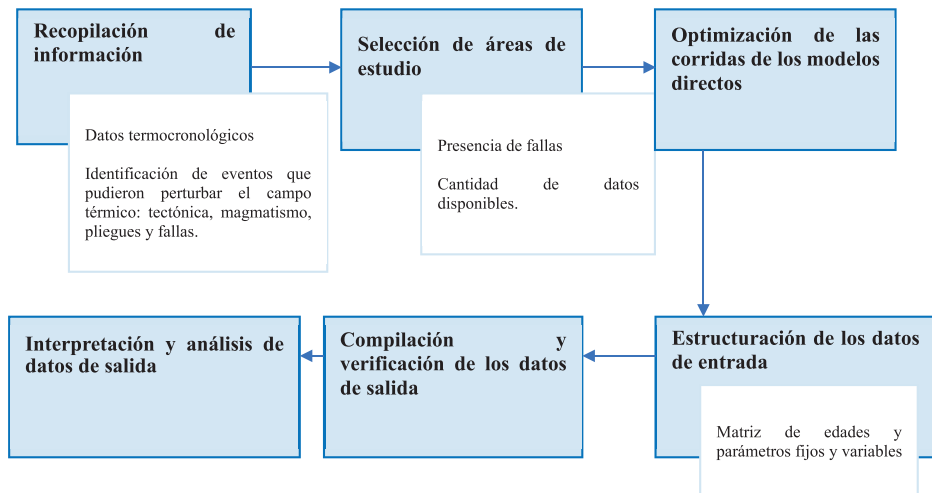 Recopilación de
información
Datos termocronológicos
Identificación de eventos que
pudieron perturbar el campo
térmico: tectónica, magmatismo,
pliegues y fallas.
Selección de áreas de
estudio
Presencia de fallas
Cantidad de datos
disponibles.
Optimización de las
corridas de los modelos
directos
Estructuración de los datos
de entrada
Matriz de edades y
parámetros fijos y variables
Compilación y
verificación de los datos
de salida
Interpretación y análisis de
datos de salida